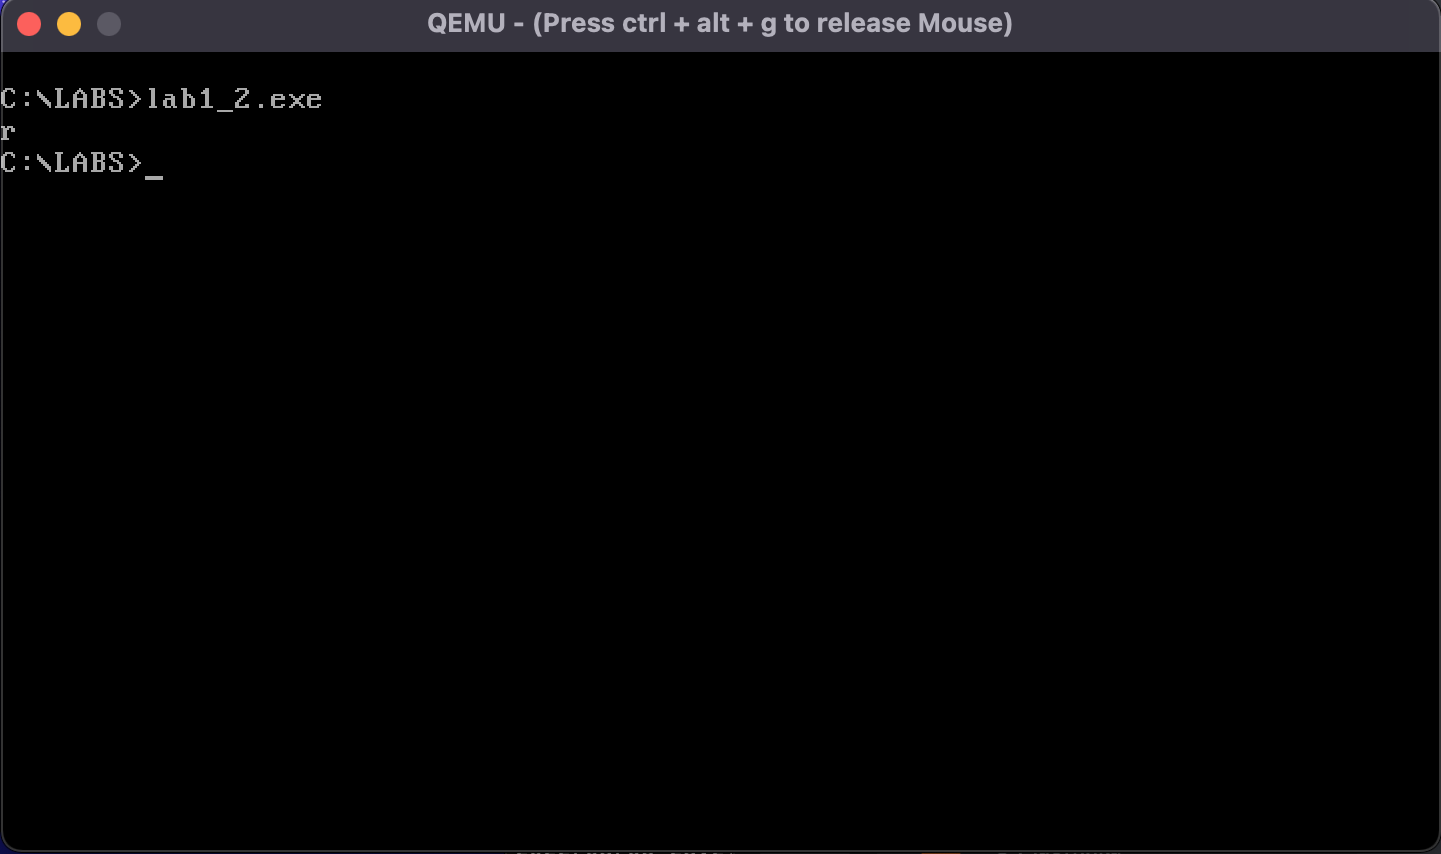 QEMU - (Press ctrl + alt + g to release Mouse)
C:\LABS>lab1_2.exe
r
C:\LABS>_